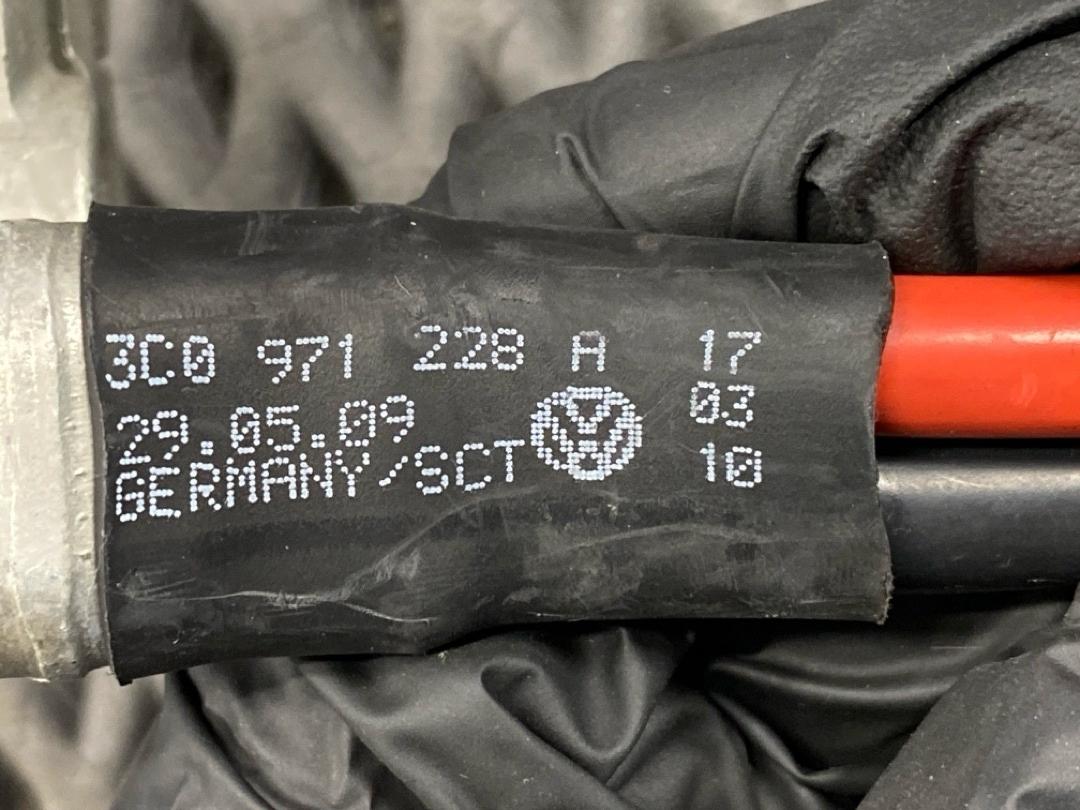 3C0 971 228 A 17
29.05.09 03
GERMANY/SCT 10